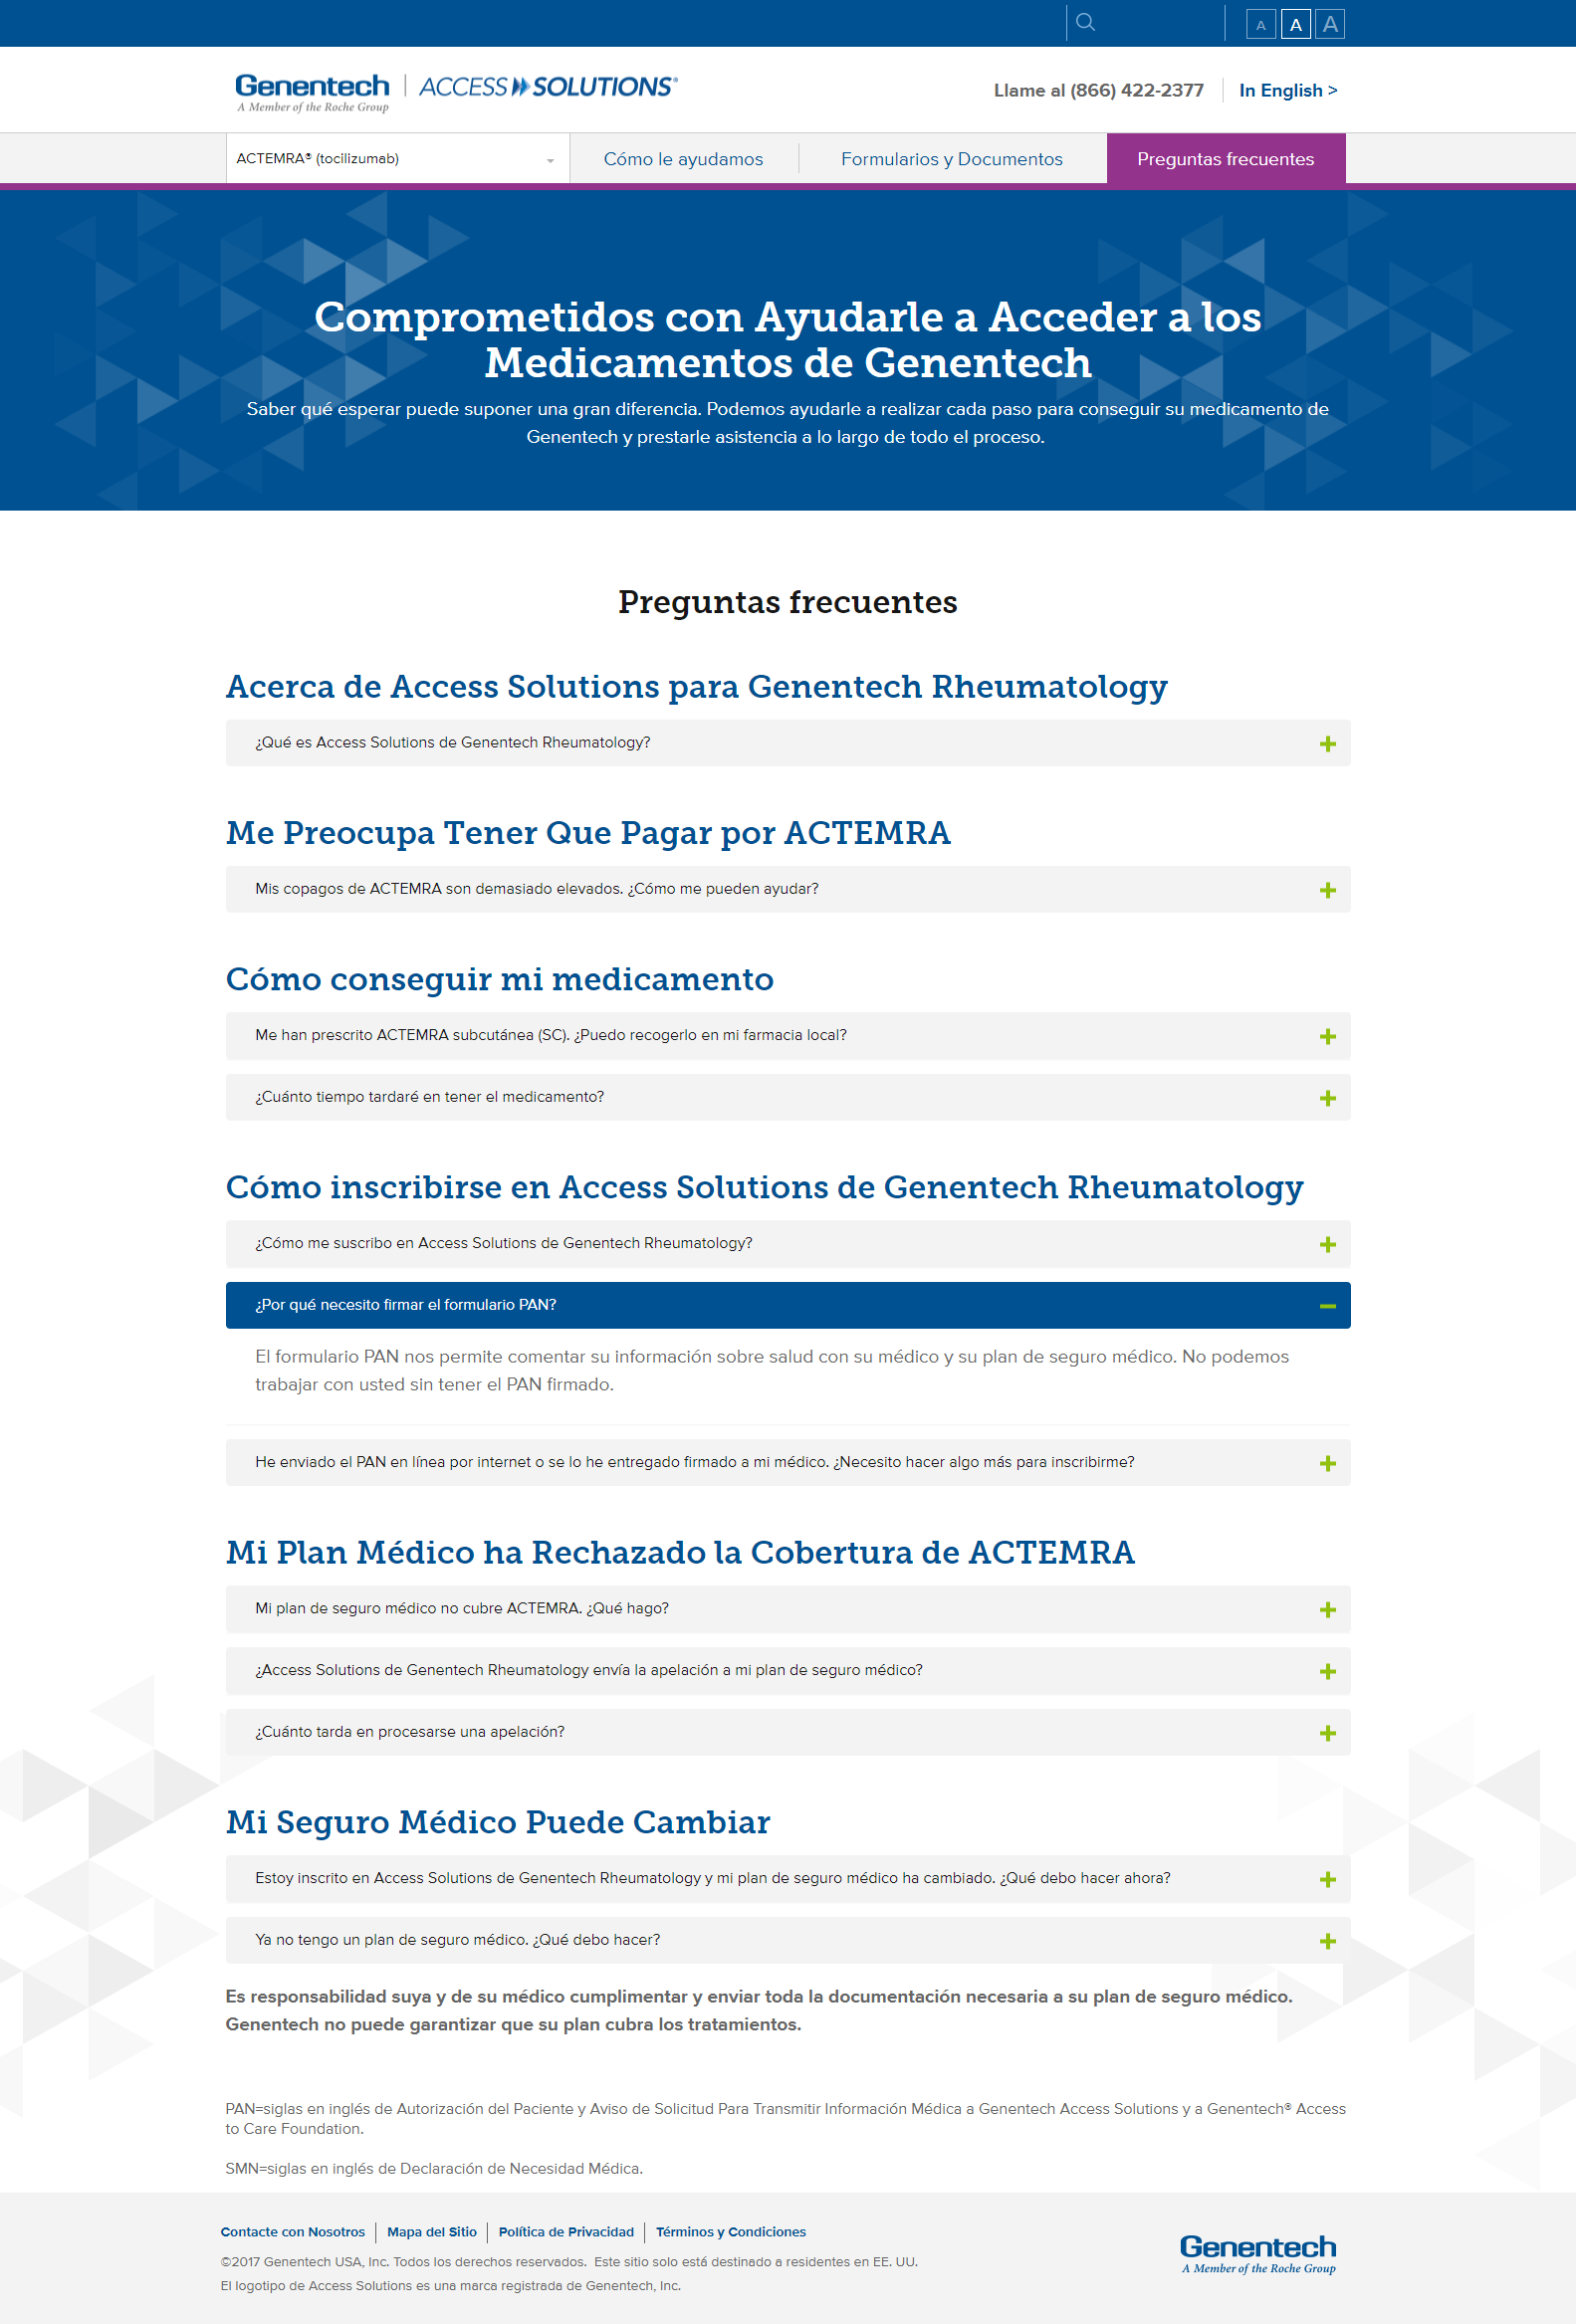 A A A
Genentech
A Member of the Roche Group
ACCESS SOLUTIONS®
Llame al (866) 422-2377
In English >
ACTEMRA® (tocilizumab)
Cómo le ayudamos
Formularios y Documentos
Preguntas frecuentes
Comprometidos con Ayudarle a Acceder a los
Medicamentos de Genentech
Saber qué esperar puede suponer una gran diferencia. Podemos ayudarle a realizar cada paso para conseguir su medicamento de
Genentech y prestarle asistencia a lo largo de todo el proceso.
Preguntas frecuentes
Acerca de Access Solutions para Genentech Rheumatology
¿Qué es Access Solutions de Genentech Rheumatology?
Me Preocupa Tener Que Pagar por ACTEMRA
Mis copagos de ACTEMRA son demasiado elevados. ¿Cómo me pueden ayudar?
Cómo conseguir mi medicamento
Me han prescrito ACTEMRA subcutánea (SC). ¿Puedo recogerlo en mi farmacia local?
¿Cuánto tiempo tardaré en tener el medicamento?
Cómo inscribirse en Access Solutions de Genentech Rheumatology
¿Cómo me suscribo en Access Solutions de Genentech Rheumatology?
¿Por qué necesito firmar el formulario PAN?
El formulario PAN nos permite comentar su información sobre salud con su médico y su plan de seguro médico. No podemos
trabajar con usted sin tener el PAN firmado.
He enviado el PAN en línea por internet o se lo he entregado firmado a mi médico. ¿Necesito hacer algo más para inscribirme?
Mi Plan Médico ha Rechazado la Cobertura de ACTEMRA
Mi plan de seguro médico no cubre ACTEMRA. ¿Qué hago?
¿Access Solutions de Genentech Rheumatology envía la apelación a mi plan de seguro médico?
¿Cuánto tarda en procesarse una apelación?
Mi Seguro Médico Puede Cambiar
Estoy inscrito en Access Solutions de Genentech Rheumatology y mi plan de seguro médico ha cambiado. ¿Qué debo hacer ahora?
Ya no tengo un plan de seguro médico. ¿Qué debo hacer?
Es responsabilidad suya y de su médico cumplimentar y enviar toda la documentación necesaria a su plan de seguro médico.
Genentech no puede garantizar que su plan cubra los tratamientos.
PAN=siglas en inglés de Autorización del Paciente y Aviso de Solicitud Para Transmitir Información Médica a Genentech Access Solutions y a Genentech® Access
to Care Foundation.
SMN=siglas en inglés de Declaración de Necesidad Médica.
Contacte con Nosotros
Mapa del Sitio
Política de Privacidad
Términos y Condiciones
©2017 Genentech USA, Inc. Todos los derechos reservados. Este sitio solo está destinado a residentes en EE. UU.
El logotipo de Access Solutions es una marca registrada de Genentech, Inc.
Genentech
A Member of the Roche Group